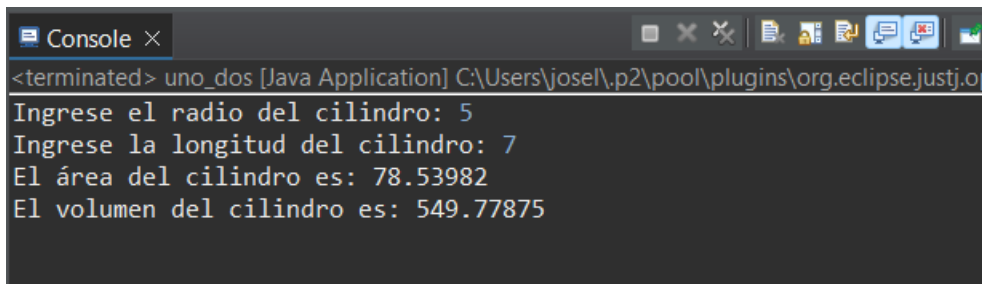 Console
<terminated> uno_dos [Java Application] C:\Users\josel\.p2\pool\plugins\org.eclipse.justj.op
Ingrese el radio del cilindro: 5
Ingrese la longitud del cilindro: 7
El área del cilindro es: 78.53982
El volumen del cilindro es: 549.77875